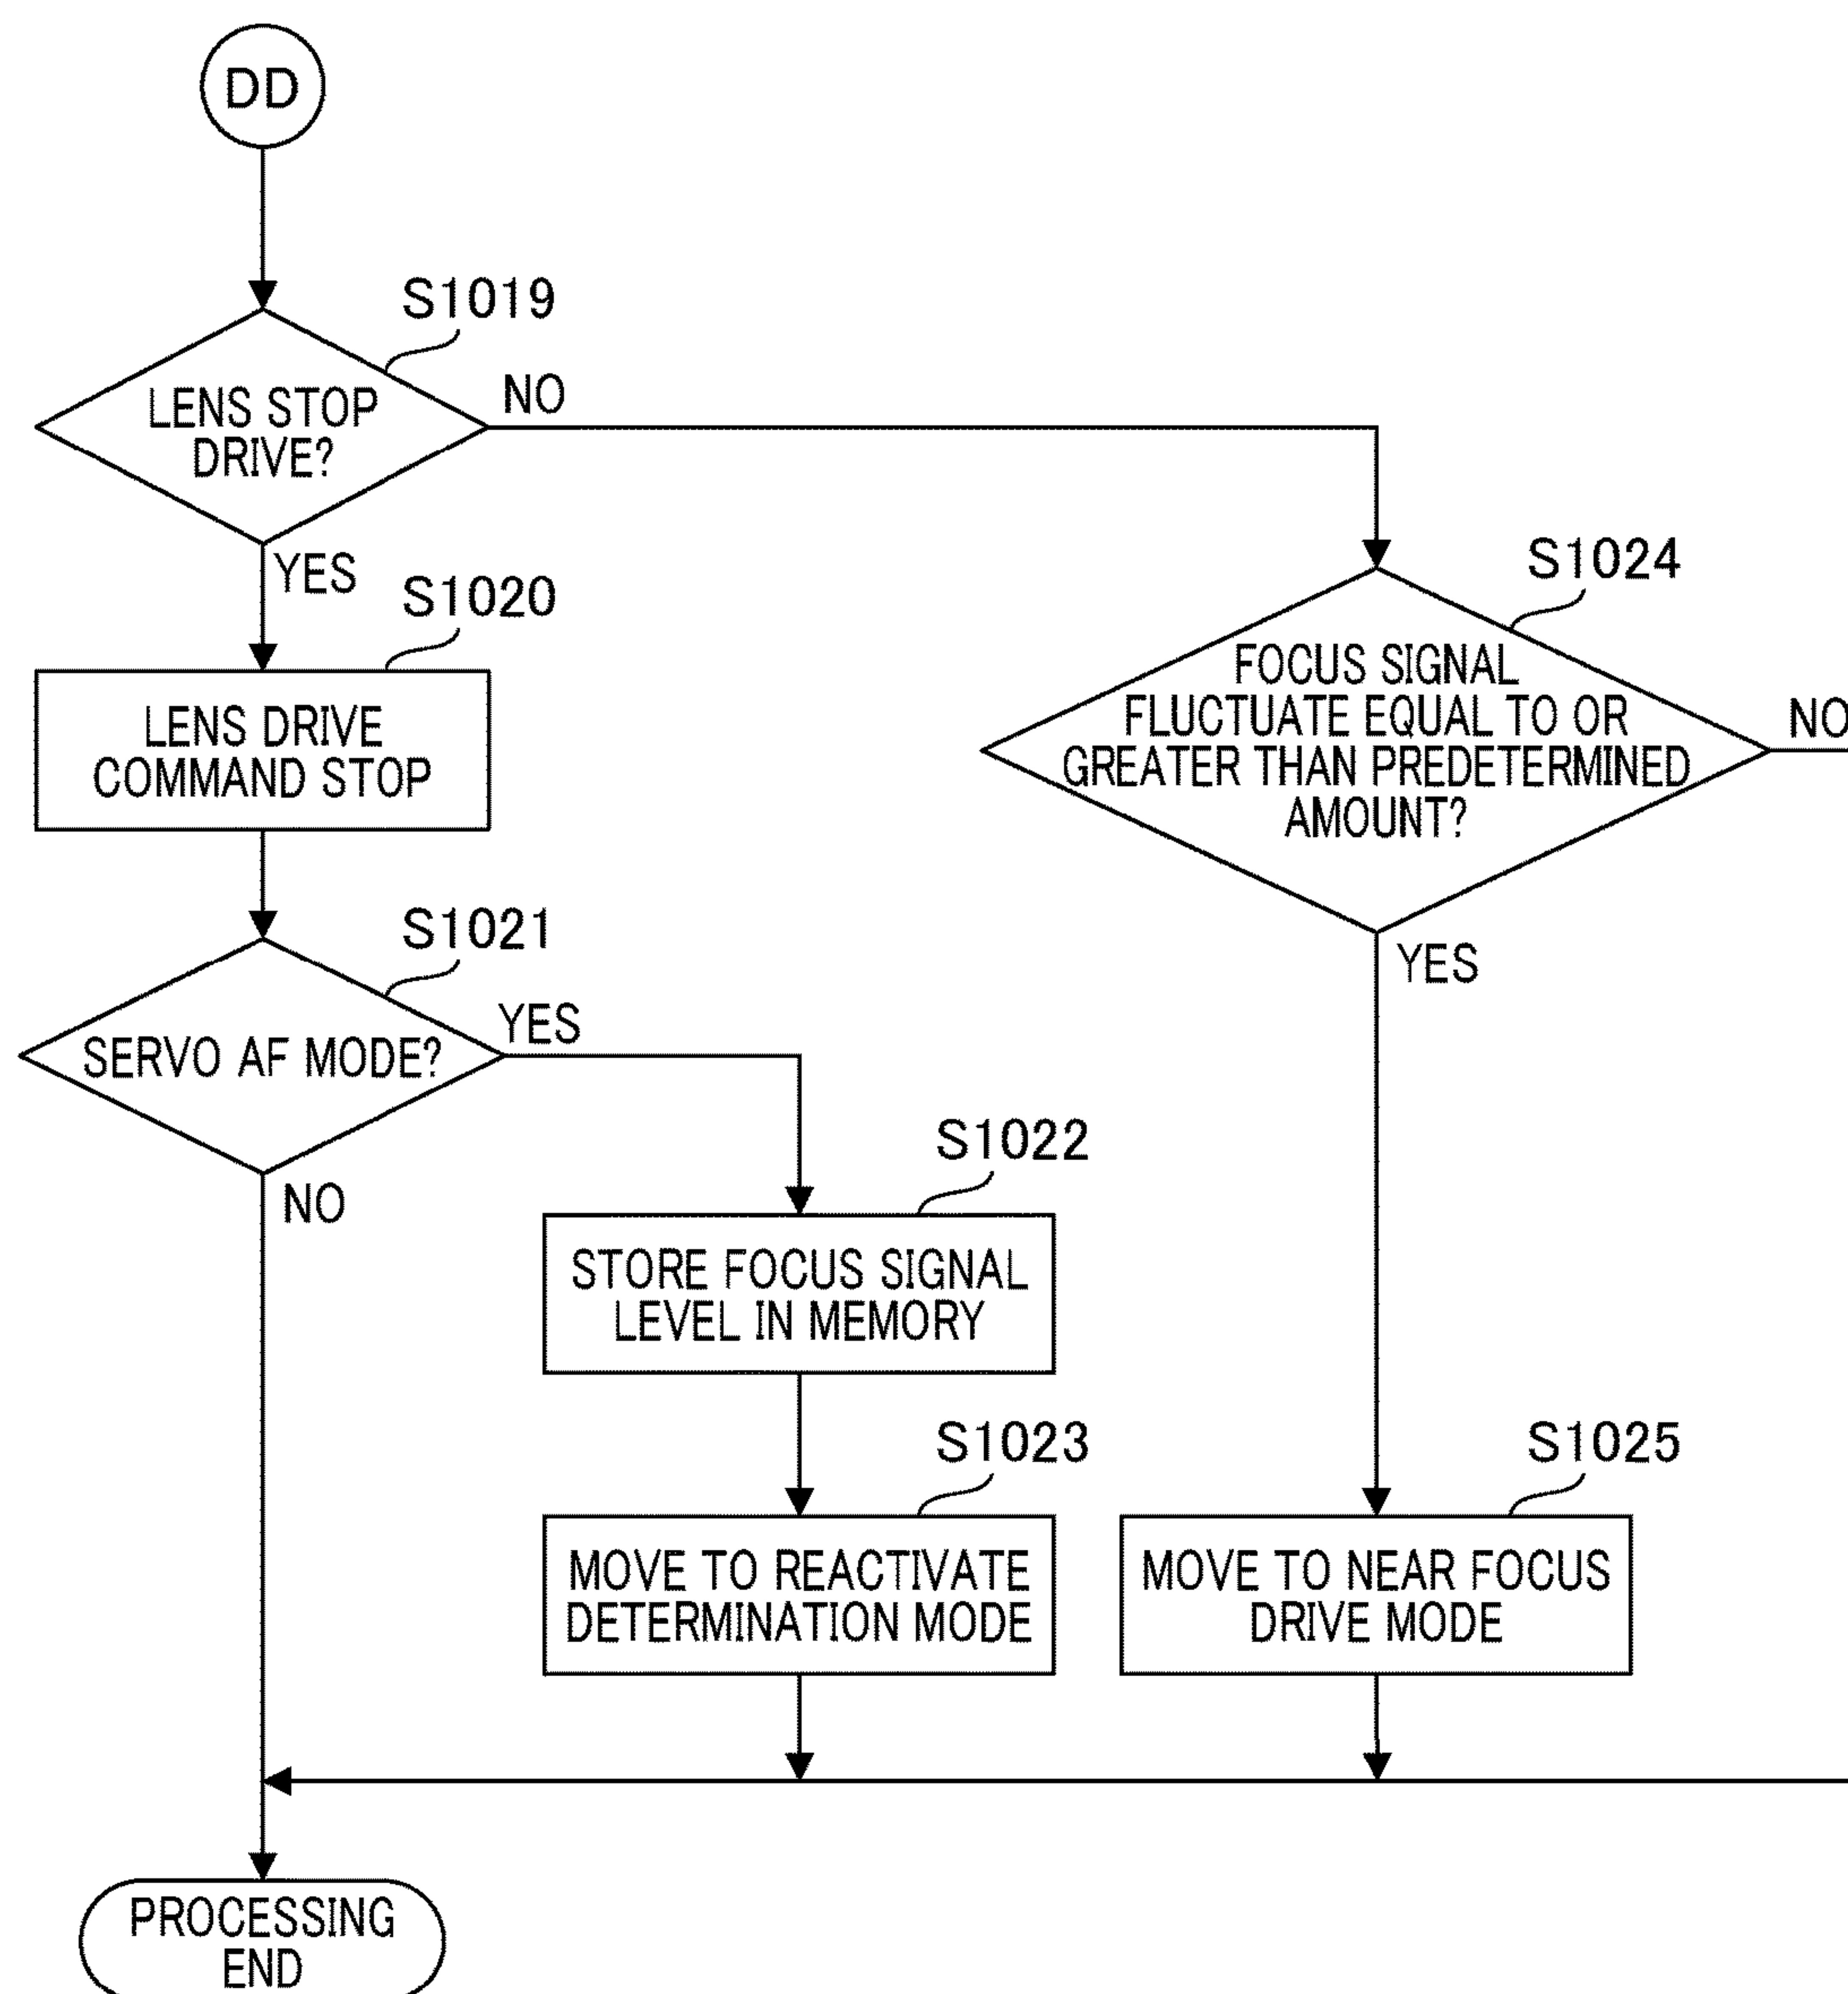 DD
S1019
LENS STOP
DRIVE?
NO
YES
S1020
LENS DRIVE
COMMAND STOP
S1021
SERVO AF MODE?
YES
NO
S1022
STORE FOCUS SIGNAL
LEVEL IN MEMORY
S1023
MOVE TO REACTIVATE
DETERMINATION MODE
S1024
FOCUS SIGNAL
FLUCTUATE EQUAL TO OR
GREATER THAN PREDETERMINED
AMOUNT?
NO
YES
S1025
MOVE TO NEAR FOCUS
DRIVE MODE
PROCESSING
END